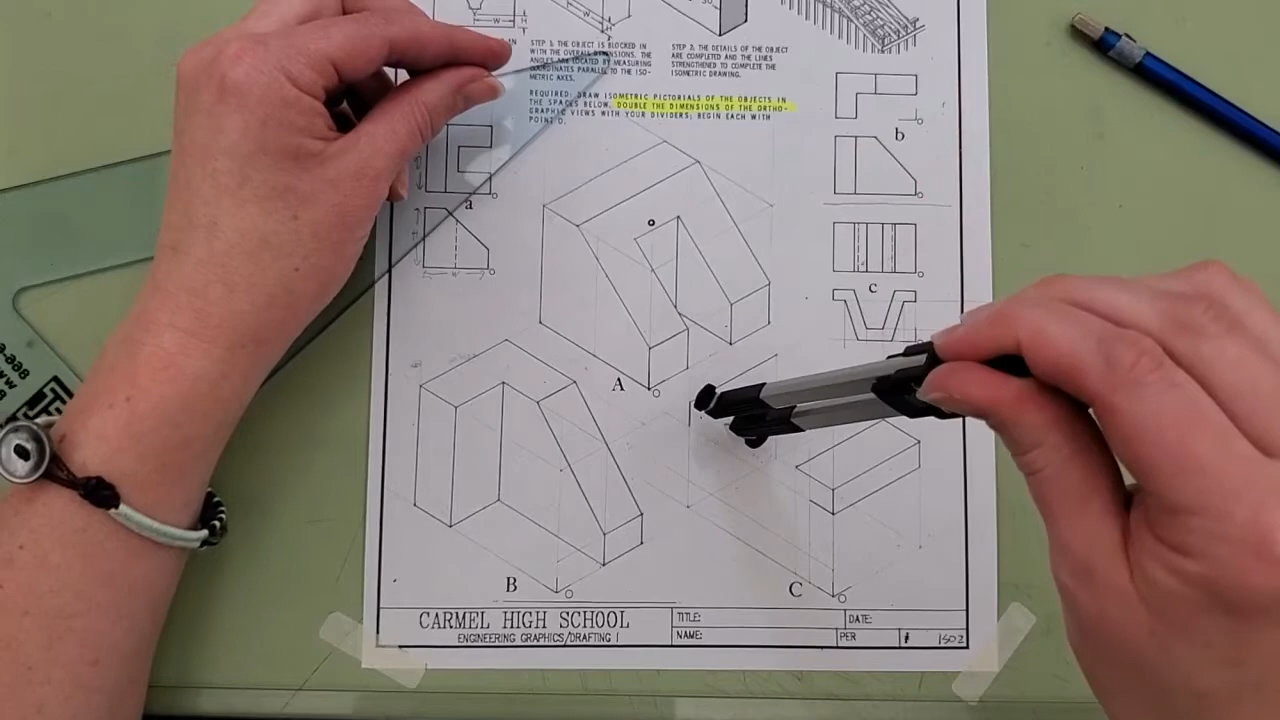 W
H
W
H
30
STEP 1: THE OBJECT IS BLOCKED IN
WITH THE OVERALL DIMENSIONS. THE
ANGLES ARE LOCATED BY MEASURING
COORDINATES PARALLEL TO THE ISO-
METRIC AXES.
STEP 2: THE DETAILS OF THE OBJECT
ARE COMPLETED AND THE LINES
STRENGTHENED TO COMPLETE THE
ISOMETRIC DRAWING.
REQUIRED: DRAW ISOMETRIC PICTORIALS OF THE OBJECTS IN
THE SPACES BELOW. DOUBLE THE DIMENSIONS OF THE ORTHO-
GRAPHIC VIEWS WITH YOUR DIVIDERS; BEGIN EACH WITH
POINT O.
O
a
O
W
O
b
O
O
c
O
A
O
B
O
C
O
CARMEL HIGH SCHOOL
ENGINEERING GRAPHICS/DRAFTING I
TITLE:
DATE:
NAME:
PER
# ISO2